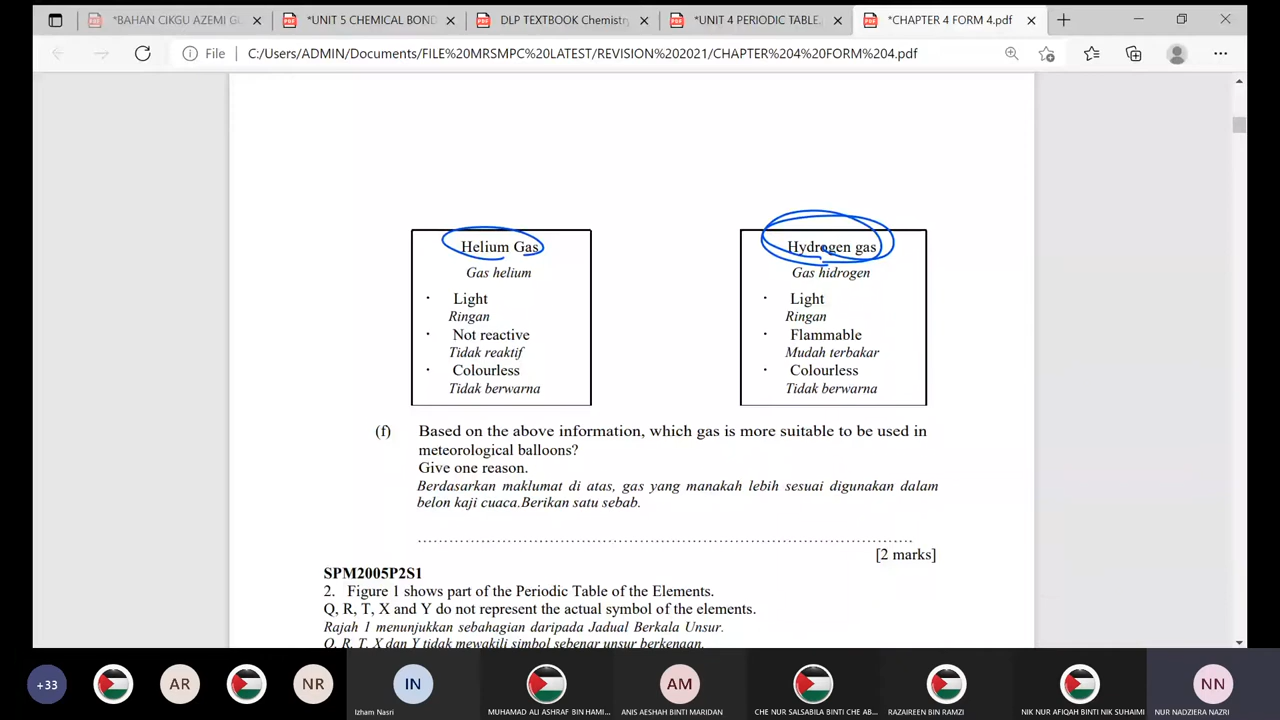 *BAHAN CIKGU AZEMI G
*UNIT 5 CHEMICAL BOND
DLP TEXTBOOK Chemistry
*UNIT 4 PERIODIC TABLE.
*CHAPTER 4 FORM 4.pdf
File C:/Users/ADMIN/Documents/FILE%20MRSMPC%20LATEST/REVISION%202021/CHAPTER%204%20FORM%204.pdf
Helium Gas
Gas helium
· Light
Ringan
· Not reactive
Tidak reaktif
· Colourless
Tidak berwarna
Hydrogen gas
Gas hidrogen
· Light
Ringan
· Flammable
Mudah terbakar
· Colourless
Tidak berwarna
(f) Based on the above information, which gas is more suitable to be used in
meteorological balloons?
Give one reason.
Berdasarkan maklumat di atas, gas yang manakah lebih sesuai digunakan dalam
belon kaji cuaca.Berikan satu sebab.
[2 marks]
SPM2005P2S1
2. Figure 1 shows part of the Periodic Table of the Elements.
Q, R, T, X and Y do not represent the actual symbol of the elements.
Rajah 1 menunjukkan sebahagian daripada Jadual Berkala Unsur.
Q, R, T, X dan Y tidak mewakili simbol sebenar unsur berkenaan.
+33 AR NR IN AM NN
Izham Nasri
MUHAMAD ALI ASHRAF BIN HAMI...
ANIS AESHAH BINTI MARIDAN
CHE NUR SALSABILA BINTI CHE AB...
RAZAIREEN BIN RAMZI
NIK NUR AFIQAH BINTI NIK SUHAIMI
NUR NADZIERA NAZRI